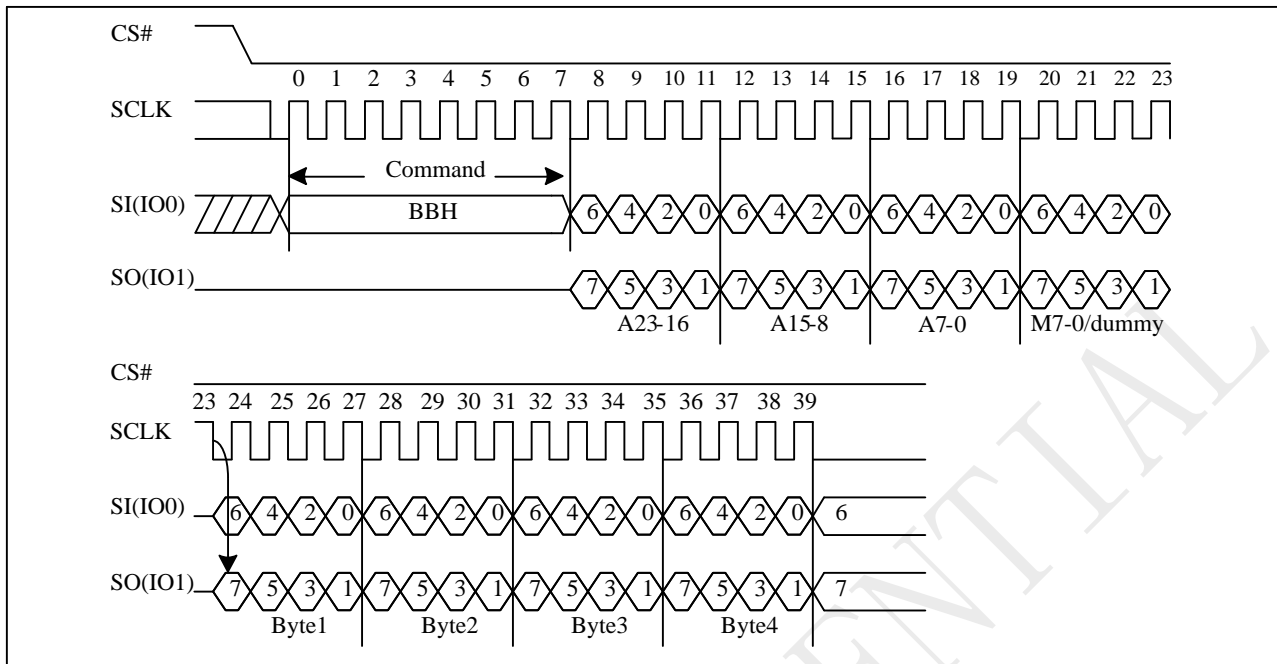 CS#
0 1 2 3 4 5 6 7 8 9 10 11 12 13 14 15 16 17 18 19 20 21 22 23
SCLK
Command
SI(IO0) BBH 6 4 2 0 6 4 2 0 6 4 2 0 6 4 2 0
SO(IO1) 7 5 3 1 7 5 3 1 7 5 3 1 7 5 3 1
A23-16 A15-8 A7-0 M7-0/dummy
CS#
23 24 25 26 27 28 29 30 31 32 33 34 35 36 37 38 39
SCLK
SI(IO0) 6 4 2 0 6 4 2 0 6 4 2 0 6 4 2 0 6
SO(IO1) 7 5 3 1 7 5 3 1 7 5 3 1 7 5 3 1 7
Byte1 Byte2 Byte3 Byte4
ENTIAL